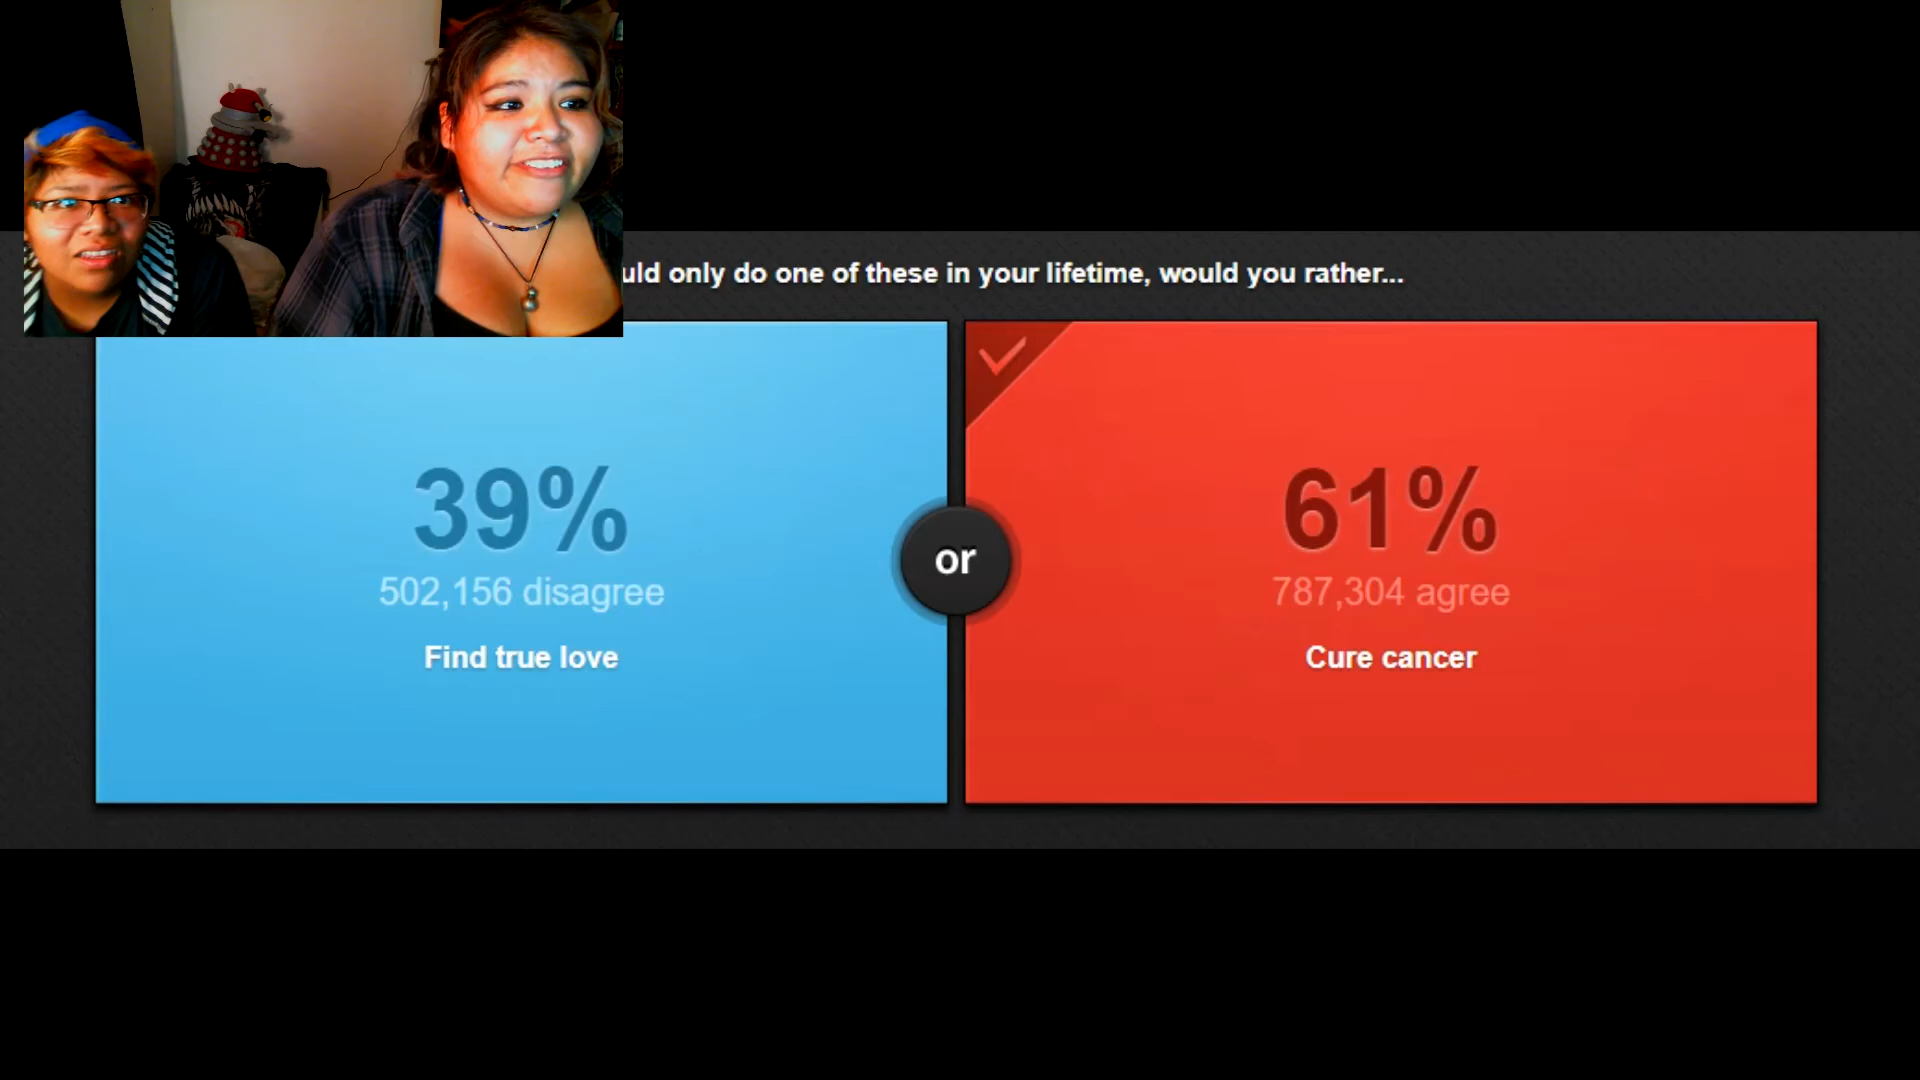 only do one of these in your lifetime, would you rather...
39%
502,156 disagree
Find true love
or
61%
787,304 agree
Cure cancer